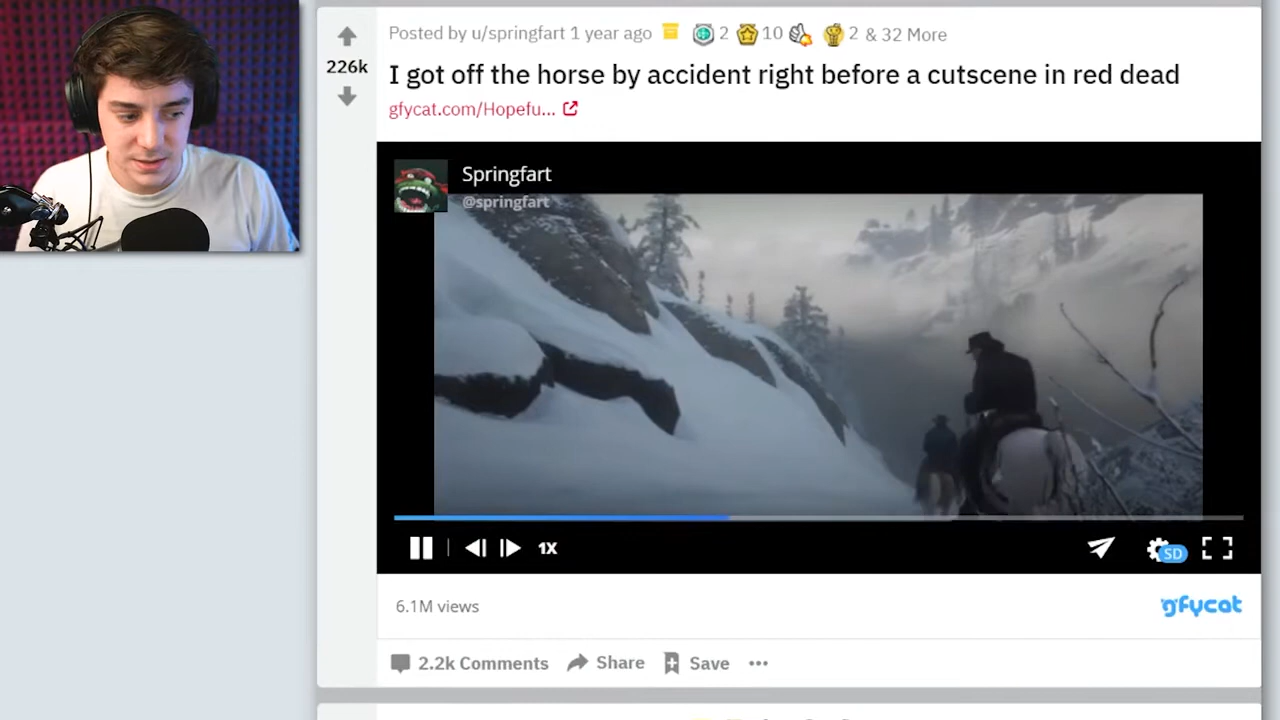 Posted by u/springfart 1 year ago 2 10 2 & 32 More
226k
I got off the horse by accident right before a cutscene in red dead
gfycat.com/Hopefu...
Springfart
@springfart
1X
SD
6.1M views
gfycat
2.2k Comments Share Save